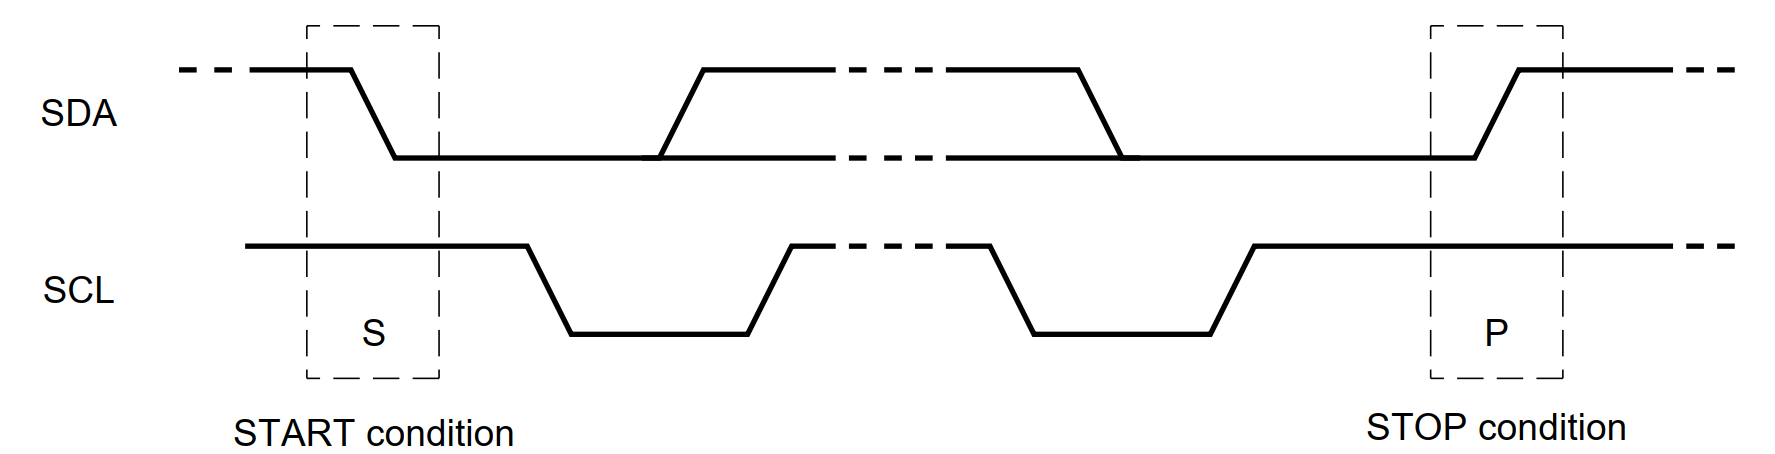 SDA
SCL
S
P
START condition
STOP condition